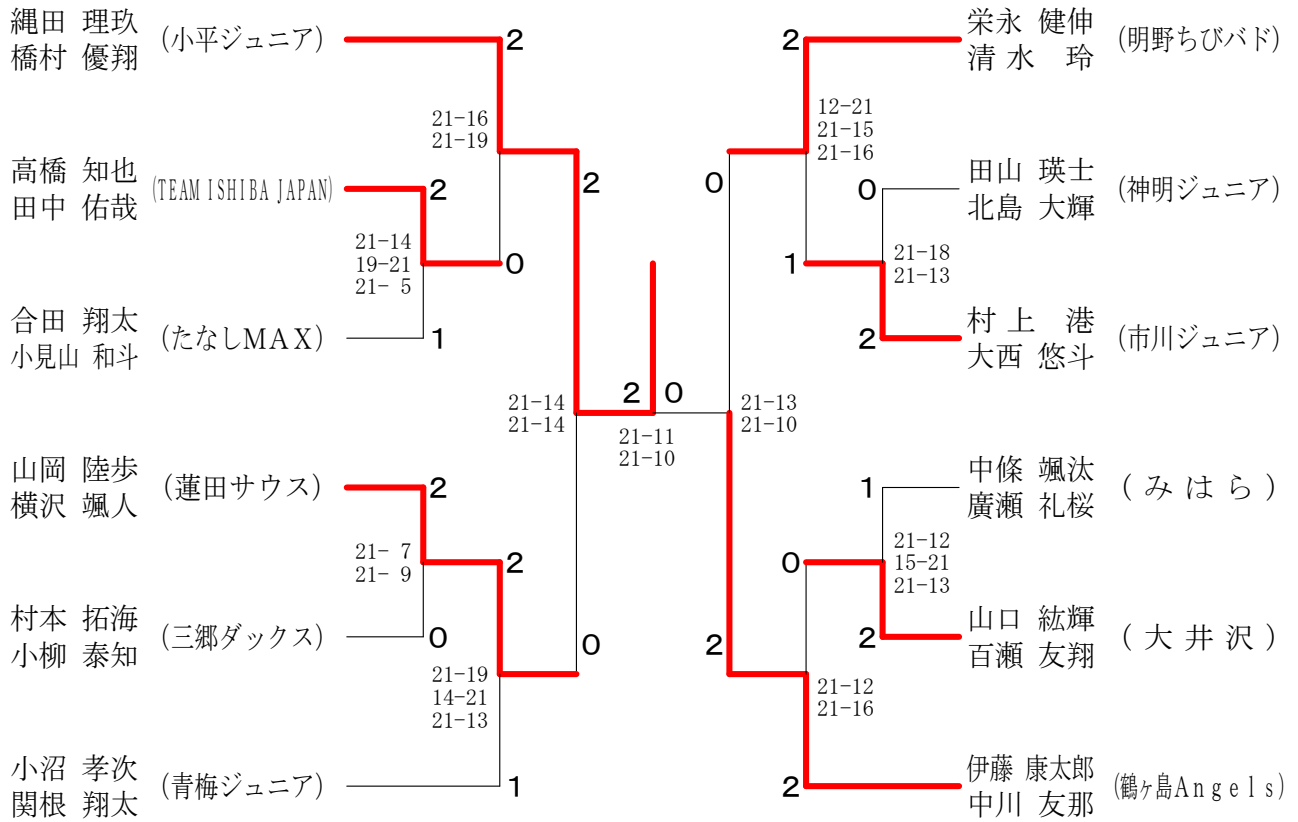 縄田 理玖
橋村 優翔
(小平ジュニア)
2
21-16
21-19
高橋 知也
田中 佑哉
(TEAM ISHIBA JAPAN)
2
21-14
19-21
21- 5
0
合田 翔太
小見山 和斗
(たなしMAX)
1
2
21-14
21-14
山岡 陸歩
横沢 颯人
(蓮田サウス)
2
21- 7
21- 9
2
村本 拓海
小柳 泰知
(三郷ダックス)
0
21-19
14-21
21-13
0
小沼 孝次
関根 翔太
(青梅ジュニア)
1
2 0
21-11
21-10
2
栄永 健伸
清水 玲
(明野ちびバド)
12-21
21-15
21-16
0
0
田山 瑛士
北島 大輝
(神明ジュニア)
1
21-18
21-13
2
村上 港
大西 悠斗
(市川ジュニア)
21-13
21-10
1
中條 颯汰
廣瀬 礼桜
(みはら)
0
21-12
15-21
21-13
2
2
山口 紘輝
百瀬 友翔
(大井沢)
21-12
21-16
2
伊藤 康太郎
中川 友那
(鶴ヶ島Angels)